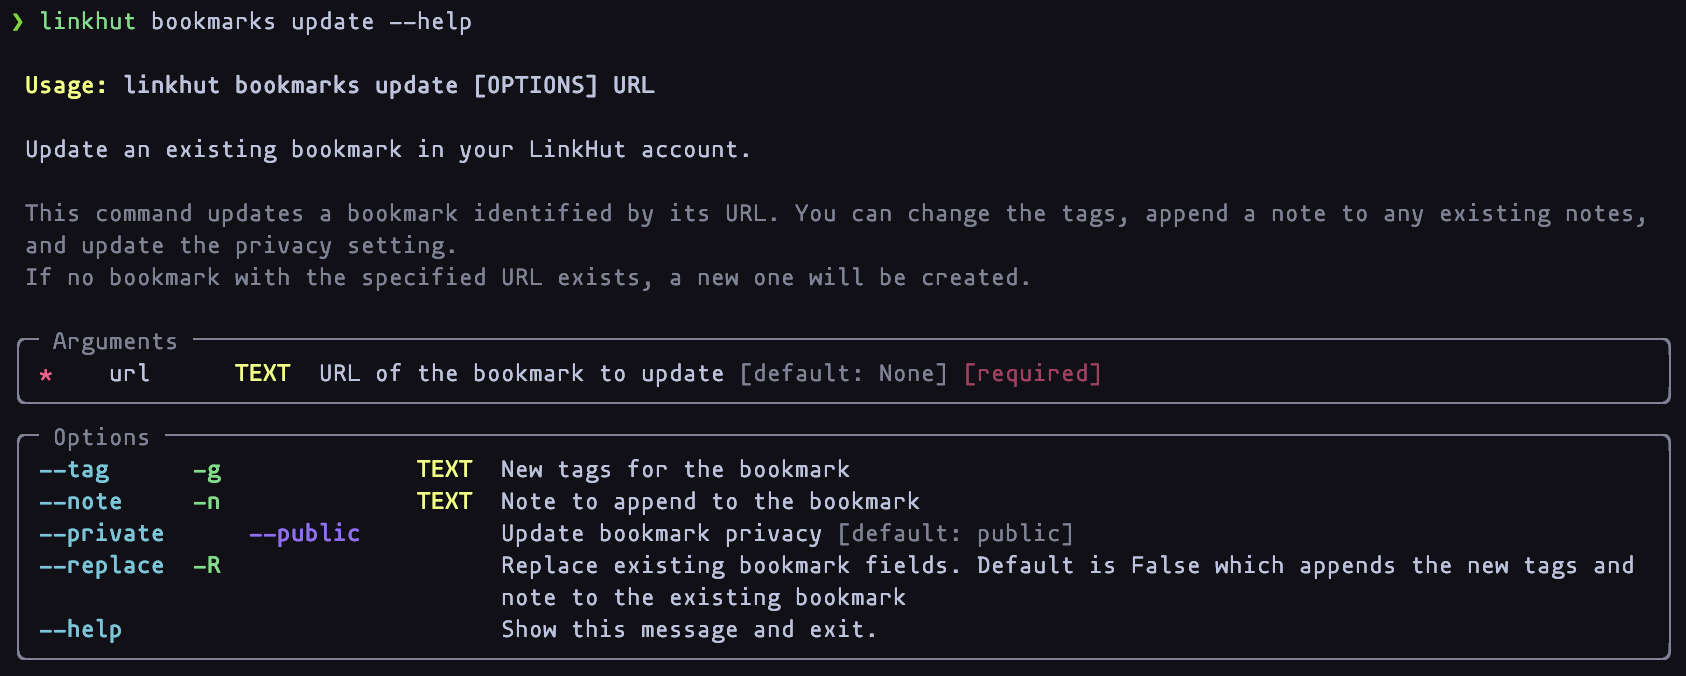 ❯ linkhut bookmarks update --help
Usage: linkhut bookmarks update [OPTIONS] URL
Update an existing bookmark in your LinkHut account.
This command updates a bookmark identified by its URL. You can change the tags, append a note to any existing notes,
and update the privacy setting.
If no bookmark with the specified URL exists, a new one will be created.
Arguments
* url TEXT URL of the bookmark to update [default: None] [required]
Options
--tag -g TEXT New tags for the bookmark
--note -n TEXT Note to append to the bookmark
--private --public Update bookmark privacy [default: public]
--replace -R Replace existing bookmark fields. Default is False which appends the new tags and
note to the existing bookmark
--help Show this message and exit.